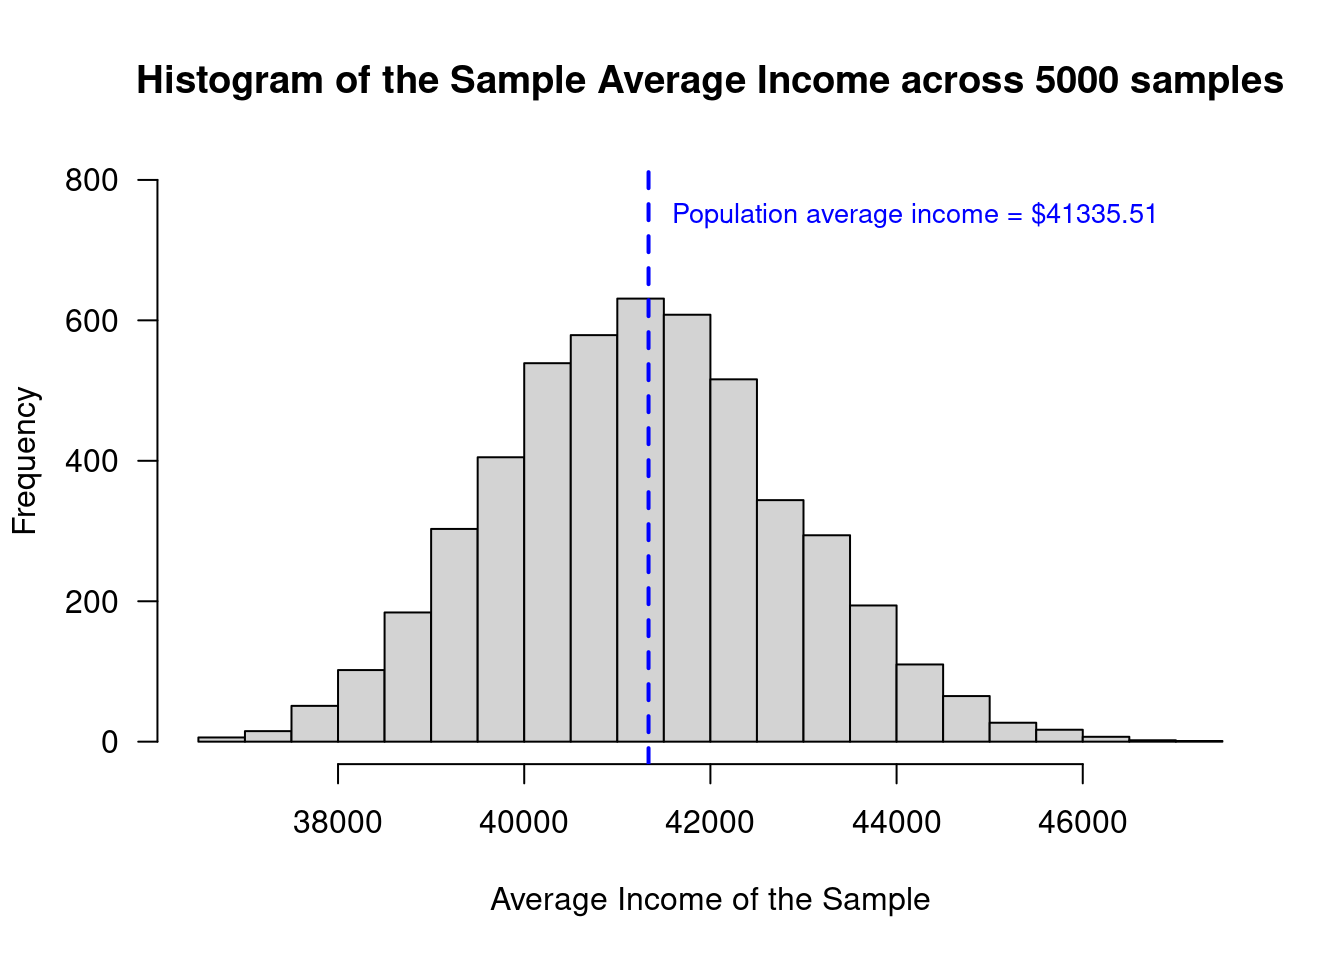 Histogram of the Sample Average Income across 5000 samples
800
Population average income = $41335.51
600
400
200
0
Frequency
38000 40000 42000 44000 46000
Average Income of the Sample